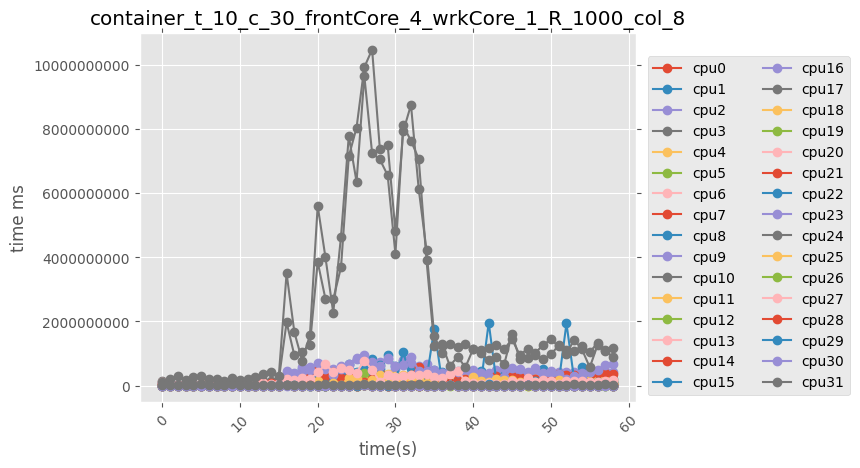 container_t_10_c_30_frontCore_4_wrkCore_1_R_1000_col_8
time ms
10000000000
8000000000
6000000000
4000000000
2000000000
0
0
10
20
30
40
50
60
time(s)
cpu0
cpu1
cpu2
cpu3
cpu4
cpu5
cpu6
cpu7
cpu8
cpu9
cpu10
cpu11
cpu12
cpu13
cpu14
cpu15
cpu16
cpu17
cpu18
cpu19
cpu20
cpu21
cpu22
cpu23
cpu24
cpu25
cpu26
cpu27
cpu28
cpu29
cpu30
cpu31